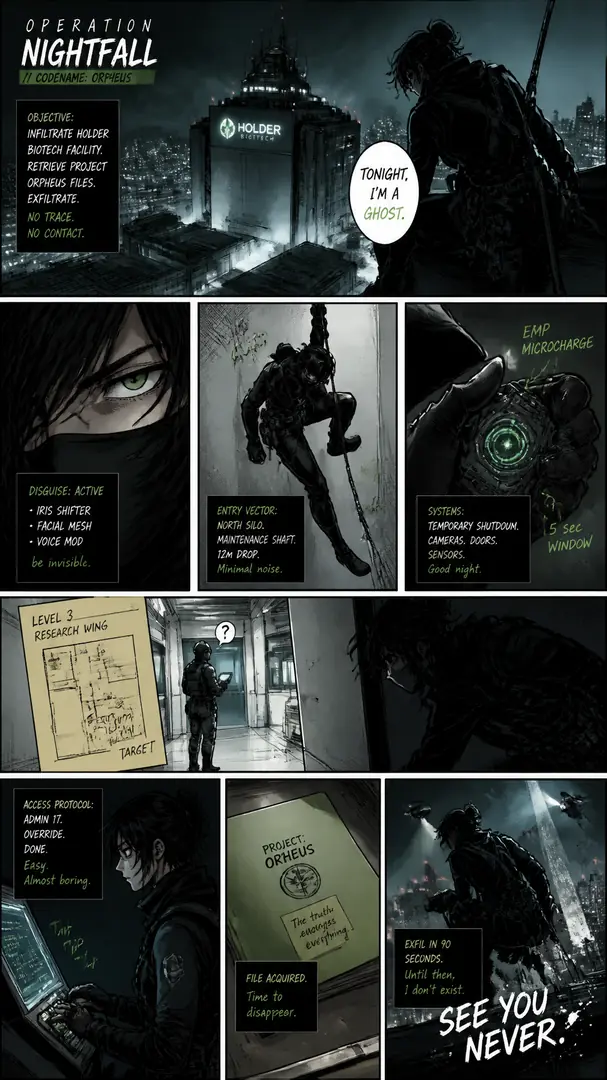 OPERATION
NIGHTFALL
// CODENAME: ORPHEUS
OBJECTIVE:
INFILTRATE HOLDER
BIOTECH FACILITY.
RETRIEVE PROJECT
ORPHEUS FILES.
EXFILTRATE.
NO TRACE.
NO CONTACT.
HOLDER
BIOTECH
TONIGHT,
I'M A
GHOST.
DISGUISE: ACTIVE
• IRIS SHIFTER
• FACIAL MESH
• VOICE MOD
be invisible.
ENTRY VECTOR:
NORTH SILO.
MAINTENANCE SHAFT.
12M DROP.
Minimal noise.
EMP
MICROCHARGE
SYSTEMS:
TEMPORARY SHUTDOUM.
CAMERAS. DOORS.
SENSORS.
Good night.
5 sec
WINDOW
LEVEL 3
RESEARCH WING
TARGET
?
ACCESS PROTOCOL:
ADMIN 17.
OVERRIDE.
DONE.
Easy.
Almost boring.
PROJECT:
ORHEUS
The truth
everything.
FILE ACQUIRED.
Time to
disappear.
EXFIL IN 90
SECONDS.
Until then,
I don't exist.
SEE YOU
NEVER.